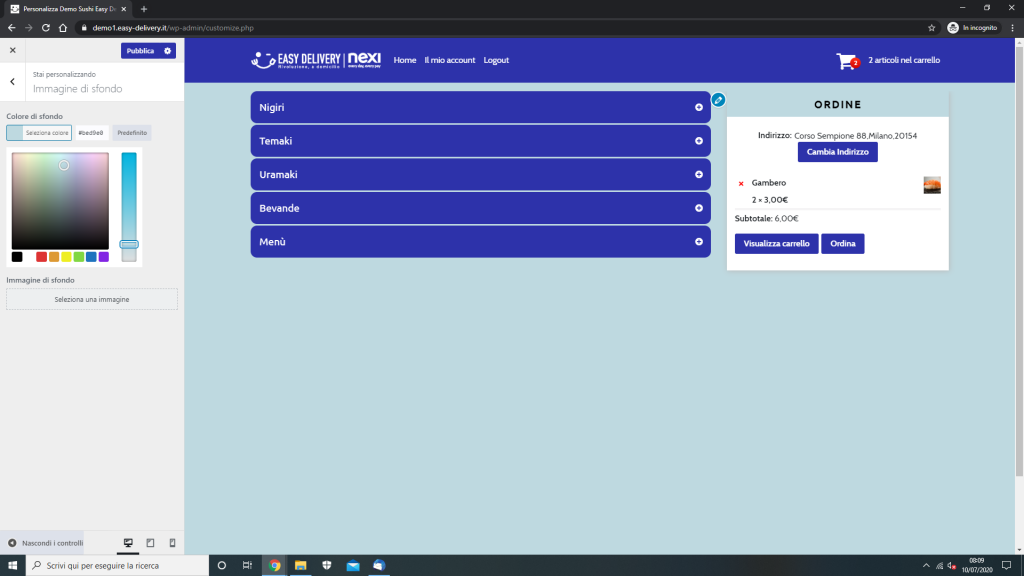 Personalizza Demo Sushi Easy D
demo1.easy-delivery.it/wp-admin/customize.php
In incognito
Pubblica
Stai personalizzando
Immagine di sfondo
Colore di sfondo
Seleziona colore
#bed9e0
Predefinito
Immagine di sfondo
Seleziona una immagine
Nascondi i controlli
EASY DELIVERY
Rivoluziona, a domicilio
nexi
every day, every pay
Home
Il mio account
Logout
2
2 articoli nel carrello
Nigiri
Temaki
Uramaki
Bevande
Menù
ORDINE
Indirizzo: Corso Sempione 88,Milano,20154
Cambia Indirizzo
× Gambero
2 × 3,00€
Subtotale: 6,00€
Visualizza carrello
Ordina
Scrivi qui per eseguire la ricerca
08:09
10/07/2020